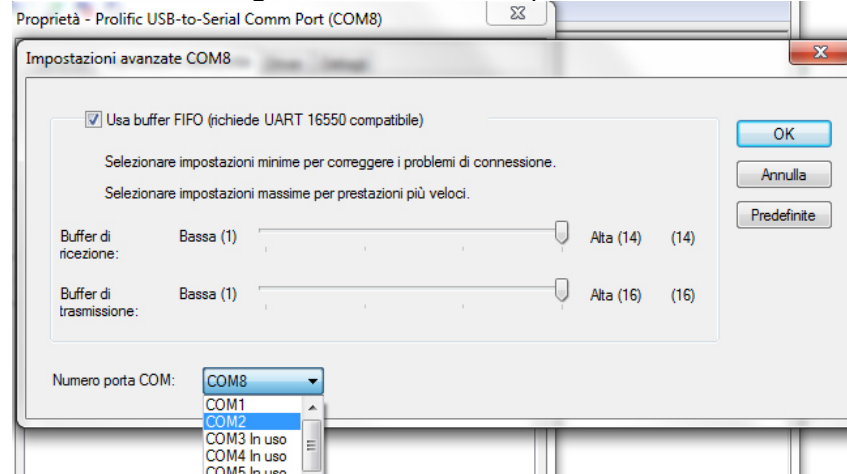 Proprietà - Prolific USB-to-Serial Comm Port (COM8)
Impostazioni avanzate COM8
Usa buffer FIFO (richiede UART 16550 compatibile)
OK
Selezionare impostazioni minime per correggere i problemi di connessione.
Annulla
Selezionare impostazioni massime per prestazioni più veloci.
Predefinite
Buffer di ricezione:
Bassa (1)
Alta (14)
(14)
Buffer di trasmissione:
Bassa (1)
Alta (16)
(16)
Numero porta COM:
COM8
COM1
COM2
COM3 In uso
COM4 In uso
COM5 In uso